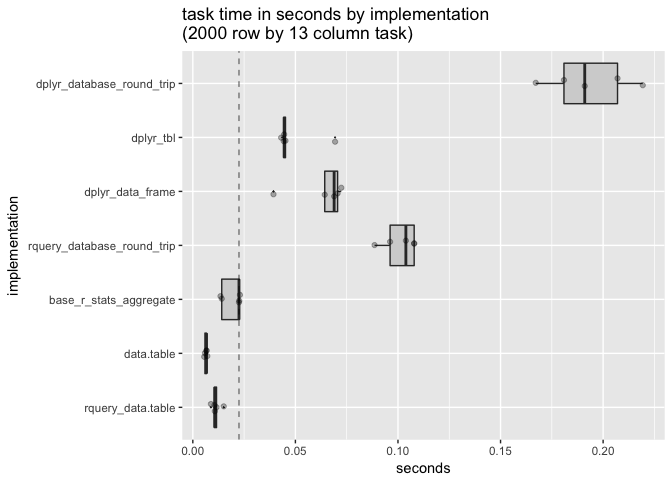 task time in seconds by implementation
(2000 row by 13 column task)
implementation
dplyr_database_round_trip
dplyr_tbl
dplyr_data_frame
rquery_database_round_trip
base_r_stats_aggregate
data.table
rquery_data.table
0.00
0.05
0.10
0.15
0.20
seconds